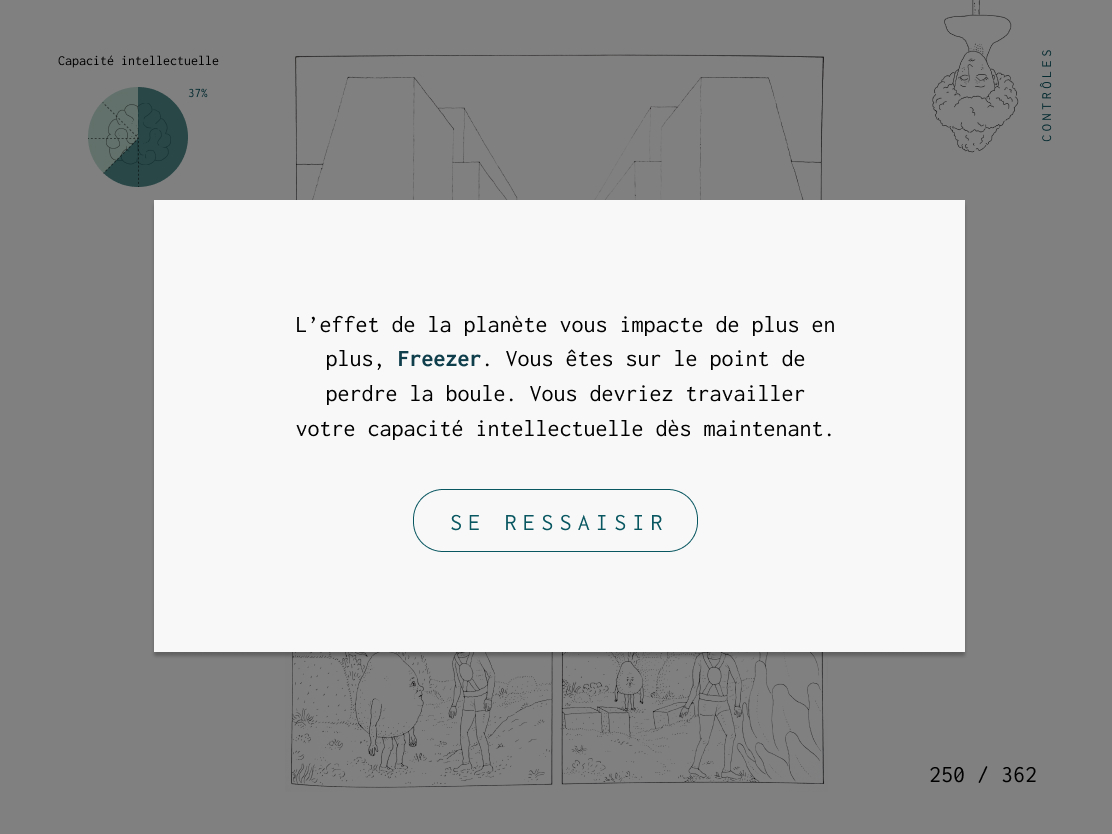 Capacité intellectuelle
37%
CONTRÔLES
L’effet de la planète vous impacte de plus en
plus, Freezer. Vous êtes sur le point de
perdre la boule. Vous devriez travailler
votre capacité intellectuelle dès maintenant.
SE RESSAISIR
250 / 362